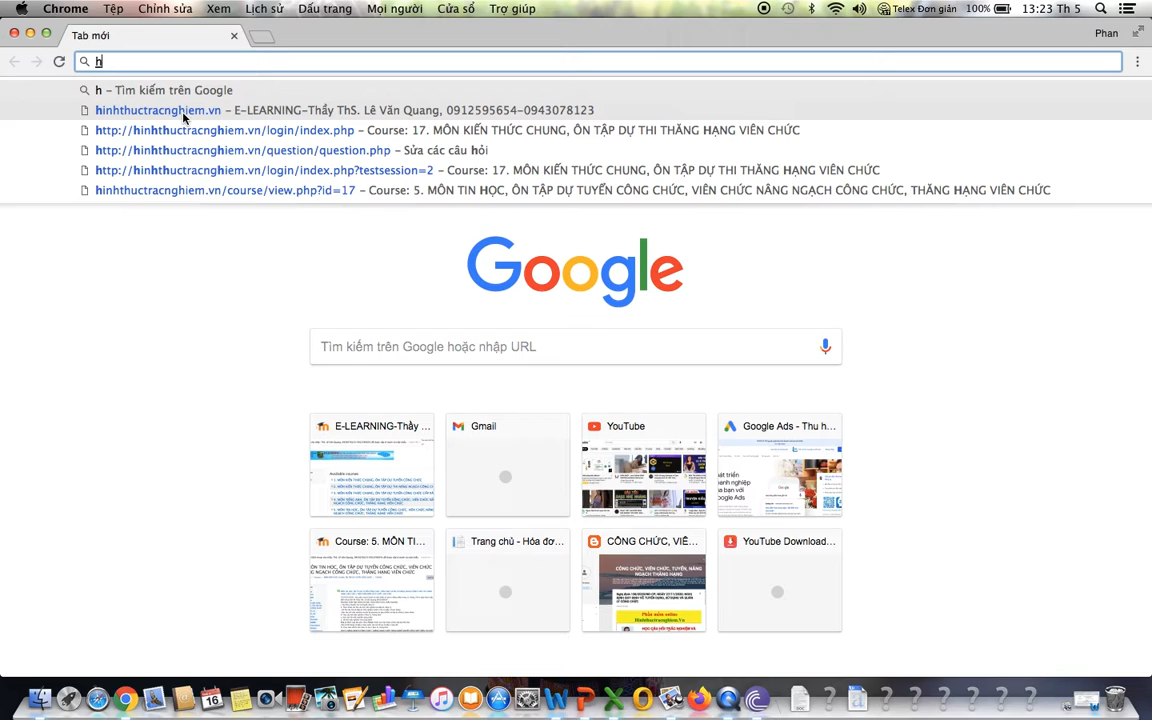 Chrome Tệp Chỉnh sửa Xem Lịch sử Dấu trang Mọi người Cửa sổ Trợ giúp Telex Đơn giản 100% 13:23 Th 5
Tab mới Phan
h
h – Tìm kiếm trên Google
hinhthuctracnghiem.vn – E-LEARNING-Thầy ThS. Lê Văn Quang, 0912595654-0943078123
http://hinhthuctracnghiem.vn/login/index.php – Course: 17. MÔN KIẾN THỨC CHUNG, ÔN TẬP DỰ THI THĂNG HẠNG VIÊN CHỨC
http://hinhthuctracnghiem.vn/question/question.php – Sửa các câu hỏi
http://hinhthuctracnghiem.vn/login/index.php?testsession=2 – Course: 17. MÔN KIẾN THỨC CHUNG, ÔN TẬP DỰ THI THĂNG HẠNG VIÊN CHỨC
hinhthuctracnghiem.vn/course/view.php?id=17 – Course: 5. MÔN TIN HỌC, ÔN TẬP DỰ TUYỂN CÔNG CHỨC, VIÊN CHỨC NÂNG NGẠCH CÔNG CHỨC, THĂNG HẠNG VIÊN CHỨC
Google
Tìm kiếm trên Google hoặc nhập URL
E-LEARNING-Thầy ... Gmail YouTube Google Ads - Thu h...
Course: 5. MÔN TI... Trang chủ - Hóa đơ... CÔNG CHỨC, VIÊ... YouTube Download...
Phần mềm online
Hinhthuctracnghiem.Vn